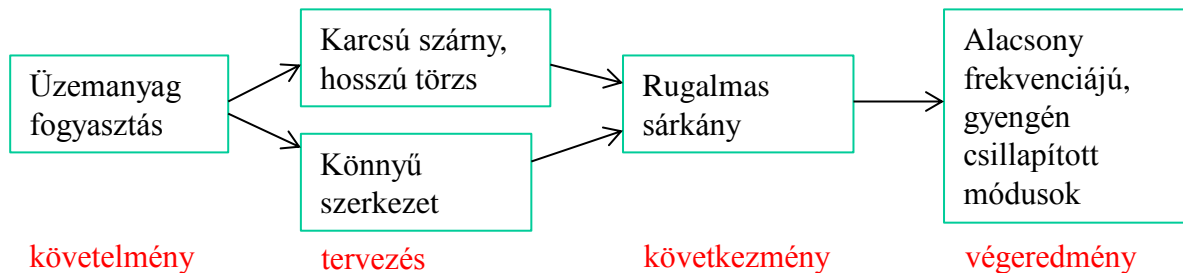 Üzemanyag
fogyasztás
Karcsú szárny,
hosszú törzs
Könnyű
szerkezet
Rugalmas
sárkány
Alacsony
frekvenciájú,
gyengén
csillapított
módusok
követelmény
tervezés
következmény
végeredmény